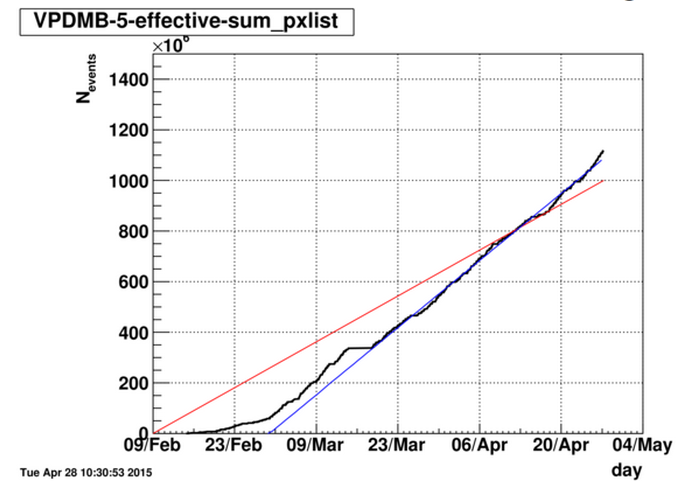 VPDMB-5-effective-sum_pxlist
×10⁶
N_events
1400
1200
1000
800
600
400
200
0
09/Feb 23/Feb 09/Mar 23/Mar 06/Apr 20/Apr 04/May
day
Tue Apr 28 10:30:53 2015